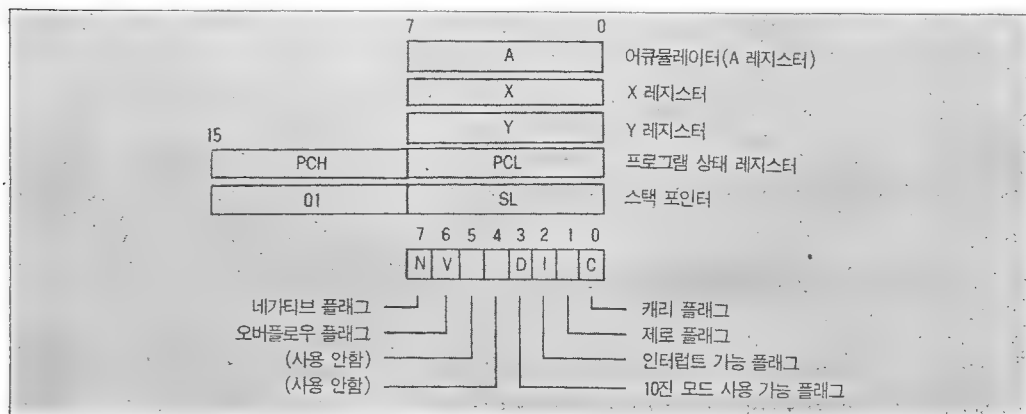 7 0
A 어큐뮬레이터(A 레지스터)
X X 레지스터
Y Y 레지스터
15
PCH PCL 프로그램 상태 레지스터
01 SL 스택 포인터
7 6 5 4 3 2 1 0
N V D I C
네가티브 플래그 캐리 플래그
오버플로우 플래그 제로 플래그
(사용 안함) 인터럽트 가능 플래그
(사용 안함) 10진 모드 사용 가능 플래그